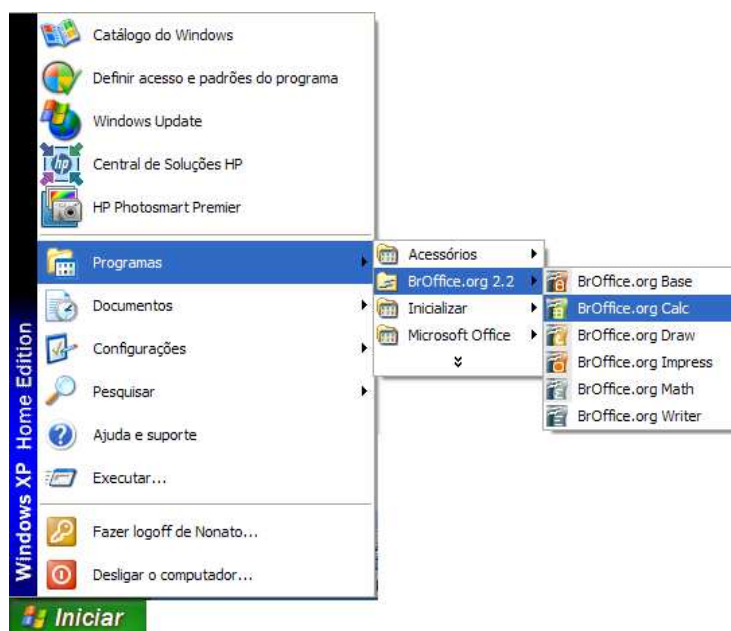 Catálogo do Windows
Definir acesso e padrões do programa
Windows Update
Central de Soluções HP
HP Photosmart Premier
Programas
Documentos
Configurações
Pesquisar
Ajuda e suporte
Executar...
Fazer logoff de Nonato...
Desligar o computador...
Windows XP Home Edition
Iniciar
Acessórios
BrOffice.org 2.2
Inicializar
Microsoft Office
BrOffice.org Base
BrOffice.org Calc
BrOffice.org Draw
BrOffice.org Impress
BrOffice.org Math
BrOffice.org Writer